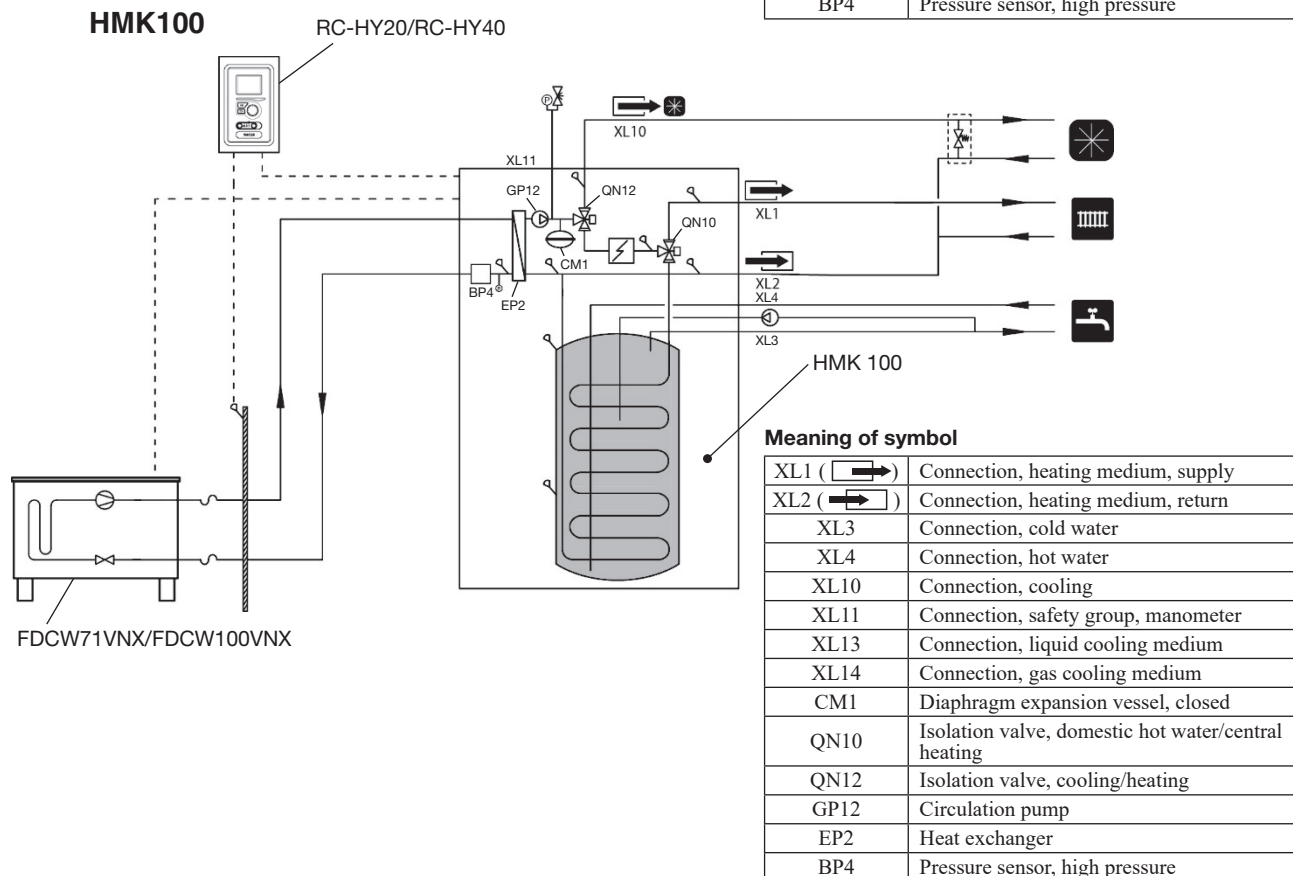 BP4 Pressure sensor, high pressure
HMK100
RC-HY20/RC-HY40
P
XL10
XL11
GP12
QN12
XL1
QN10
CM1
BP4
P
EP2
XL2
XL4
XL3
HMK 100
FDCW71VNX/FDCW100VNX
Meaning of symbol
XL1 ( ) Connection, heating medium, supply
XL2 ( ) Connection, heating medium, return
XL3 Connection, cold water
XL4 Connection, hot water
XL10 Connection, cooling
XL11 Connection, safety group, manometer
XL13 Connection, liquid cooling medium
XL14 Connection, gas cooling medium
CM1 Diaphragm expansion vessel, closed
QN10 Isolation valve, domestic hot water/central
heating
QN12 Isolation valve, cooling/heating
GP12 Circulation pump
EP2 Heat exchanger
BP4 Pressure sensor, high pressure